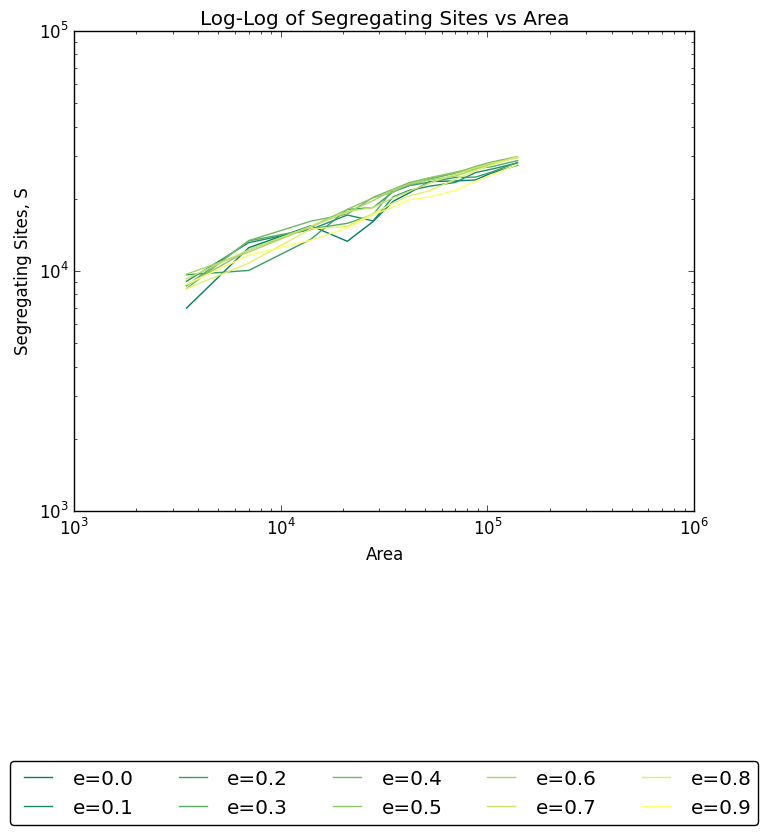 Log-Log of Segregating Sites vs Area
10^5
10^4
10^3
Segregating Sites, S
10^3 10^4 10^5 10^6
Area
e=0.0 e=0.2 e=0.4 e=0.6 e=0.8
e=0.1 e=0.3 e=0.5 e=0.7 e=0.9